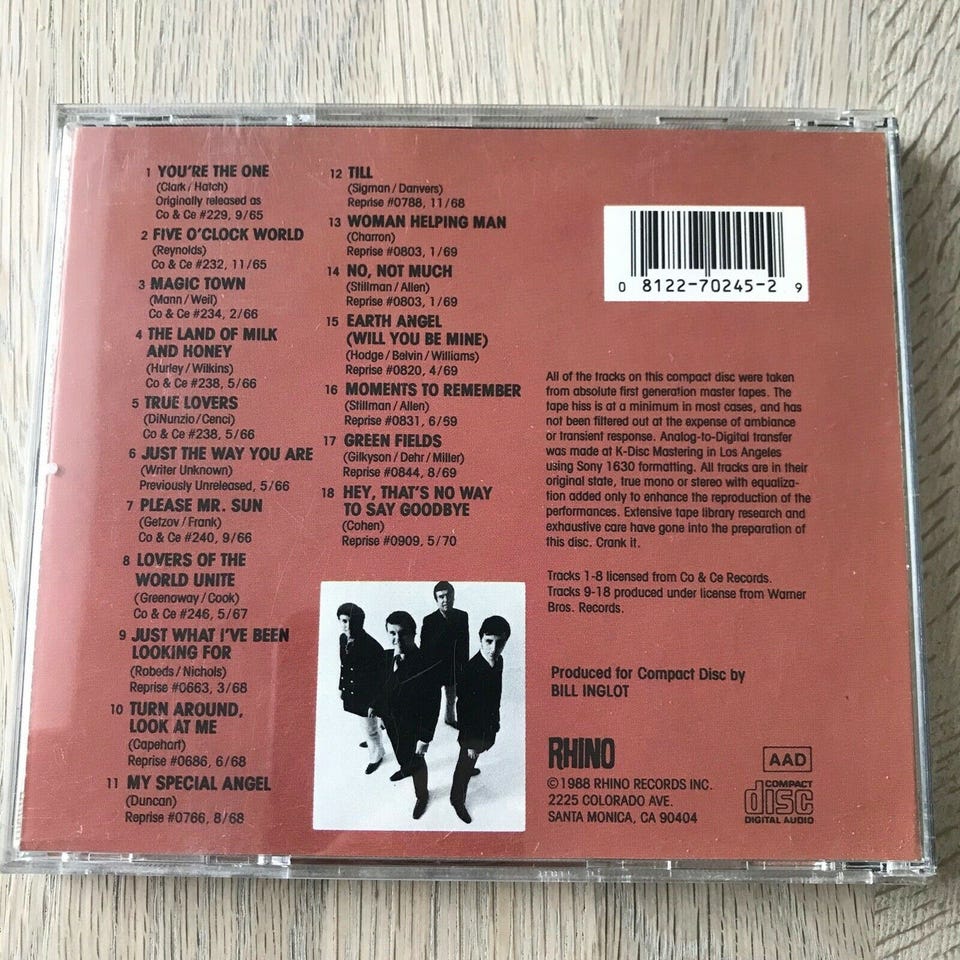 1 YOU'RE THE ONE
(Clark / Hatch)
Originally released as
Co & Ce #229, 9/65
2 FIVE O'CLOCK WORLD
(Reynolds)
Co & Ce #232, 11/65
3 MAGIC TOWN
(Mann / Weil)
Co & Ce #234, 2/66
4 THE LAND OF MILK
AND HONEY
(Hurley / Wilkins)
Co & Ce #238, 5/66
5 TRUE LOVERS
(DiNunzio / Cenci)
Co & Ce #238, 5/66
6 JUST THE WAY YOU ARE
(Writer Unknown)
Previously Unreleased, 5/66
7 PLEASE MR. SUN
(Getzov / Frank)
Co & Ce #240, 9/66
8 LOVERS OF THE
WORLD UNITE
(Greenaway / Cook)
Co & Ce #246, 5/67
9 JUST WHAT I'VE BEEN
LOOKING FOR
(Robeds / Nichols)
Reprise #0663, 3/68
10 TURN AROUND,
LOOK AT ME
(Capehart)
Reprise #0686, 6/68
11 MY SPECIAL ANGEL
(Duncan)
Reprise #0766, 8/68
12 TILL
(Sigman / Danvers)
Reprise #0788, 11/68
13 WOMAN HELPING MAN
(Charron)
Reprise #0803, 1/69
14 NO, NOT MUCH
(Stillman / Allen)
Reprise #0803, 1/69
15 EARTH ANGEL
(WILL YOU BE MINE)
(Hodge / Belvin / Williams)
Reprise #0820, 4/69
16 MOMENTS TO REMEMBER
(Stillman / Allen)
Reprise #0831, 6/69
17 GREEN FIELDS
(Gilkyson / Dehr / Miller)
Reprise #0844, 8/69
18 HEY, THAT'S NO WAY
TO SAY GOODBYE
(Cohen)
Reprise #0909, 5/70
0 8122-70245-2 9
All of the tracks on this compact disc were taken
from absolute first generation master tapes. The
tape hiss is at a minimum in most cases, and has
not been filtered out at the expense of ambiance
or transient response. Analog-to-Digital transfer
was made at K-Disc Mastering in Los Angeles
using Sony 1630 formatting. All tracks are in their
original state, true mono or stereo with equaliza-
tion added only to enhance the reproduction of the
performances. Extensive tape library research and
exhaustive care have gone into the preparation of
this disc. Crank it.
Tracks 1-8 licensed from Co & Ce Records.
Tracks 9-18 produced under license from Warner
Bros. Records.
Produced for Compact Disc by
BILL INGLOT
RHINO
©1988 RHINO RECORDS INC.
2225 COLORADO AVE.
SANTA MONICA, CA 90404
AAD
COMPACT
disc
DIGITAL AUDIO